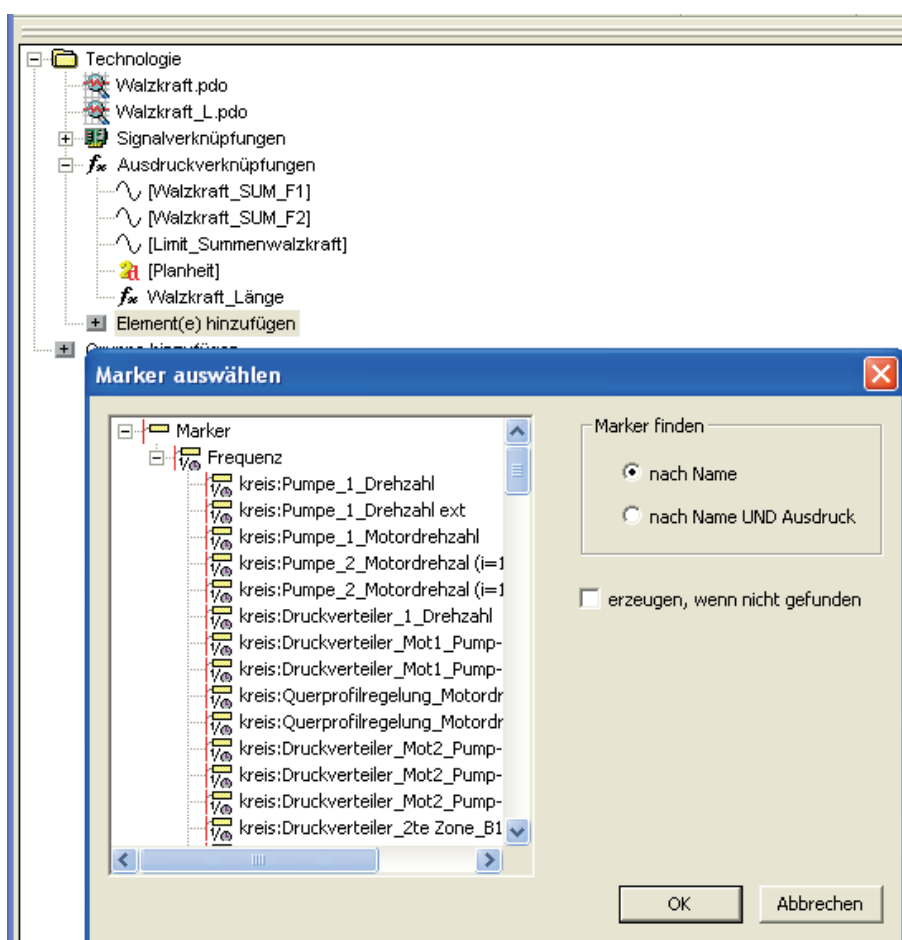 Technologie
Walzkraft.pdo
Walzkraft_L.pdo
Signalverknüpfungen
Ausdruckverknüpfungen
[Walzkraft_SUM_F1]
[Walzkraft_SUM_F2]
[Limit_Summenwalzkraft]
[Planheit]
Walzkraft_Länge
Element(e) hinzufügen
Marker auswählen
Marker
Frequenz
kreis:Pumpe_1_Drehzahl
kreis:Pumpe_1_Drehzahl ext
kreis:Pumpe_1_Motordrehzahl
kreis:Pumpe_2_Motordrehzal (i=1
kreis:Pumpe_2_Motordrehzal (i=1
kreis:Druckverteiler_1_Drehzahl
kreis:Druckverteiler_Mot1_Pump-
kreis:Druckverteiler_Mot1_Pump-
kreis:Querprofilregelung_Motordr
kreis:Querprofilregelung_Motordr
kreis:Druckverteiler_Mot2_Pump-
kreis:Druckverteiler_Mot2_Pump-
kreis:Druckverteiler_Mot2_Pump-
kreis:Druckverteiler_2te Zone_B1
Marker finden
nach Name
nach Name UND Ausdruck
erzeugen, wenn nicht gefunden
OK
Abbrechen